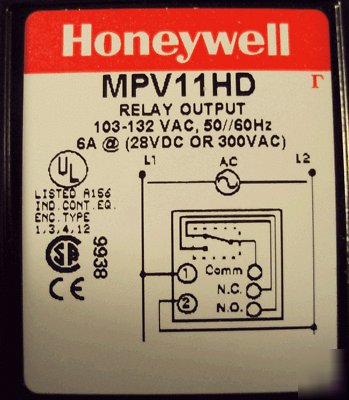 Honeywell
MPV11HD
RELAY OUTPUT
103-132 VAC, 50//60Hz
6A @ (28VDC OR 300VAC)
L1 AC L2
UL
LISTED A156
IND.CONT.EQ.
ENC.TYPE
1,3,4,12
SA
9938
CE
1 Comm
N.C.
2 N.O.